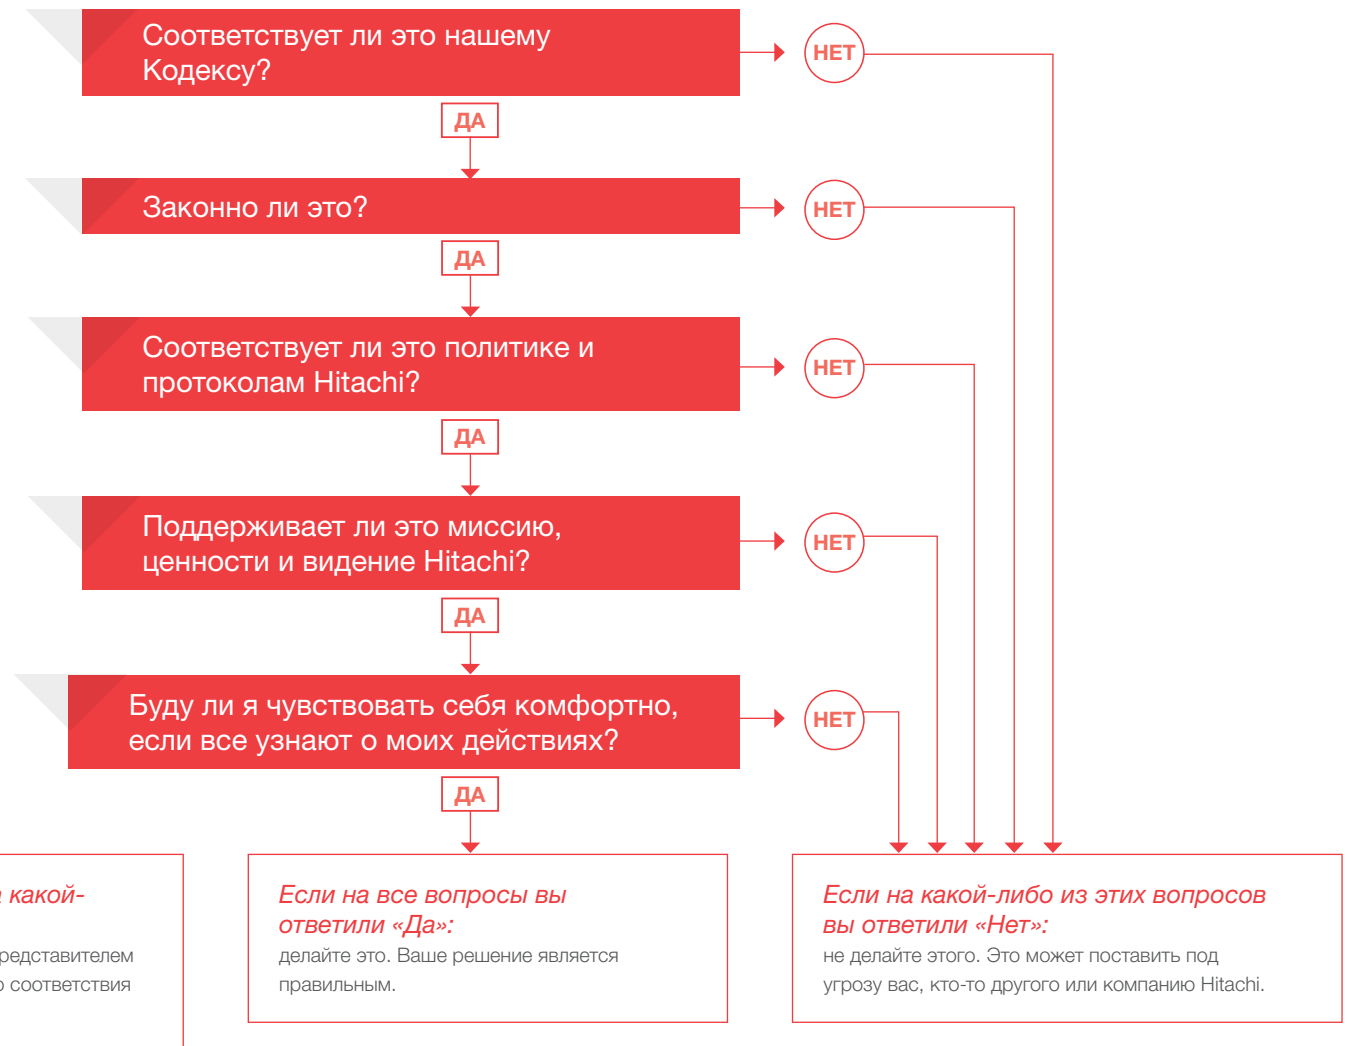 Соответствует ли это нашему
Кодексу?
НЕТ
ДА
Законно ли это?
НЕТ
ДА
Соответствует ли это политике и
протоколам Hitachi?
НЕТ
ДА
Поддерживает ли это миссию,
ценности и видение Hitachi?
НЕТ
ДА
Буду ли я чувствовать себя комфортно,
если все узнают о моих действиях?
НЕТ
ДА
какой-
соответствия
Если на все вопросы вы
ответили «Да»:
делайте это. Ваше решение является
правильным.
Если на какой-либо из этих вопросов
вы ответили «Нет»:
не делайте этого. Это может поставить под
угрозу вас, кто-то другого или компанию Hitachi.